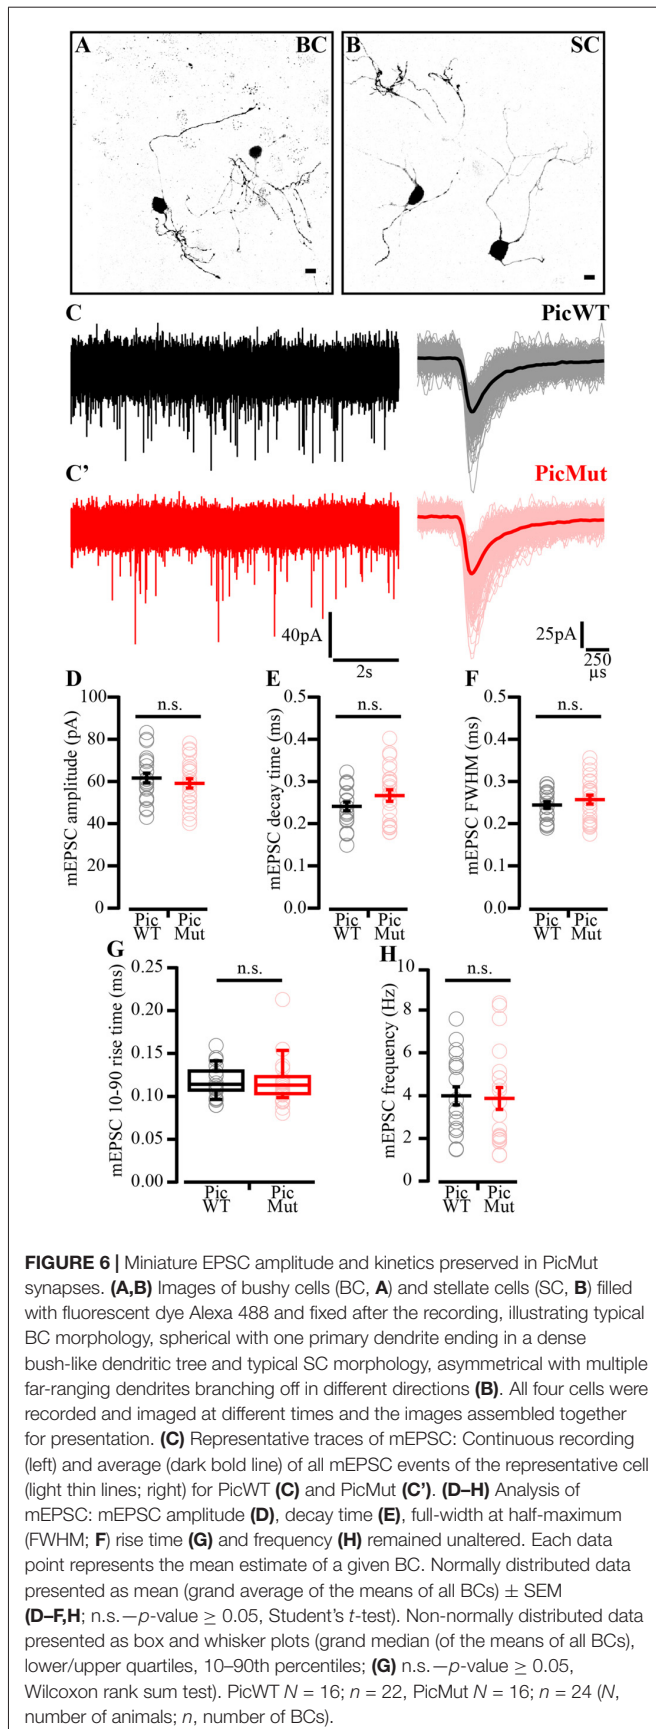 A
BC
B
SC
C
PicWT
C'
PicMut
40pA
2s
25pA
250
µs
D
mEPSC amplitude (pA)
100
80
60
40
20
0
n.s.
Pic
WT
Pic
Mut
E
mEPSC decay time (ms)
0.5
0.4
0.3
0.2
0.1
0.0
n.s.
Pic
WT
Pic
Mut
F
mEPSC FWHM (ms)
0.5
0.4
0.3
0.2
0.1
0.0
n.s.
Pic
WT
Pic
Mut
G
mEPSC 10-90 rise time (ms)
0.25
0.20
0.15
0.10
0.05
0.00
n.s.
Pic
WT
Pic
Mut
H
mEPSC frequency (Hz)
10
8
6
4
2
0
n.s.
Pic
WT
Pic
Mut
FIGURE 6 | Miniature EPSC amplitude and kinetics preserved in PicMut
synapses. (A,B) Images of bushy cells (BC, A) and stellate cells (SC, B) filled
with fluorescent dye Alexa 488 and fixed after the recording, illustrating typical
BC morphology, spherical with one primary dendrite ending in a dense
bush-like dendritic tree and typical SC morphology, asymmetrical with multiple
far-ranging dendrites branching off in different directions (B). All four cells were
recorded and imaged at different times and the images assembled together
for presentation. (C) Representative traces of mEPSC: Continuous recording
(left) and average (dark bold line) of all mEPSC events of the representative cell
(light thin lines; right) for PicWT (C) and PicMut (C'). (D–H) Analysis of
mEPSC: mEPSC amplitude (D), decay time (E), full-width at half-maximum
(FWHM; F) rise time (G) and frequency (H) remained unaltered. Each data
point represents the mean estimate of a given BC. Normally distributed data
presented as mean (grand average of the means of all BCs) ± SEM
(D–F,H; n.s.—p-value ≥ 0.05, Student's t-test). Non-normally distributed data
presented as box and whisker plots (grand median (of the means of all BCs),
lower/upper quartiles, 10–90th percentiles; (G) n.s.—p-value ≥ 0.05,
Wilcoxon rank sum test). PicWT N = 16; n = 22, PicMut N = 16; n = 24 (N,
number of animals; n, number of BCs).